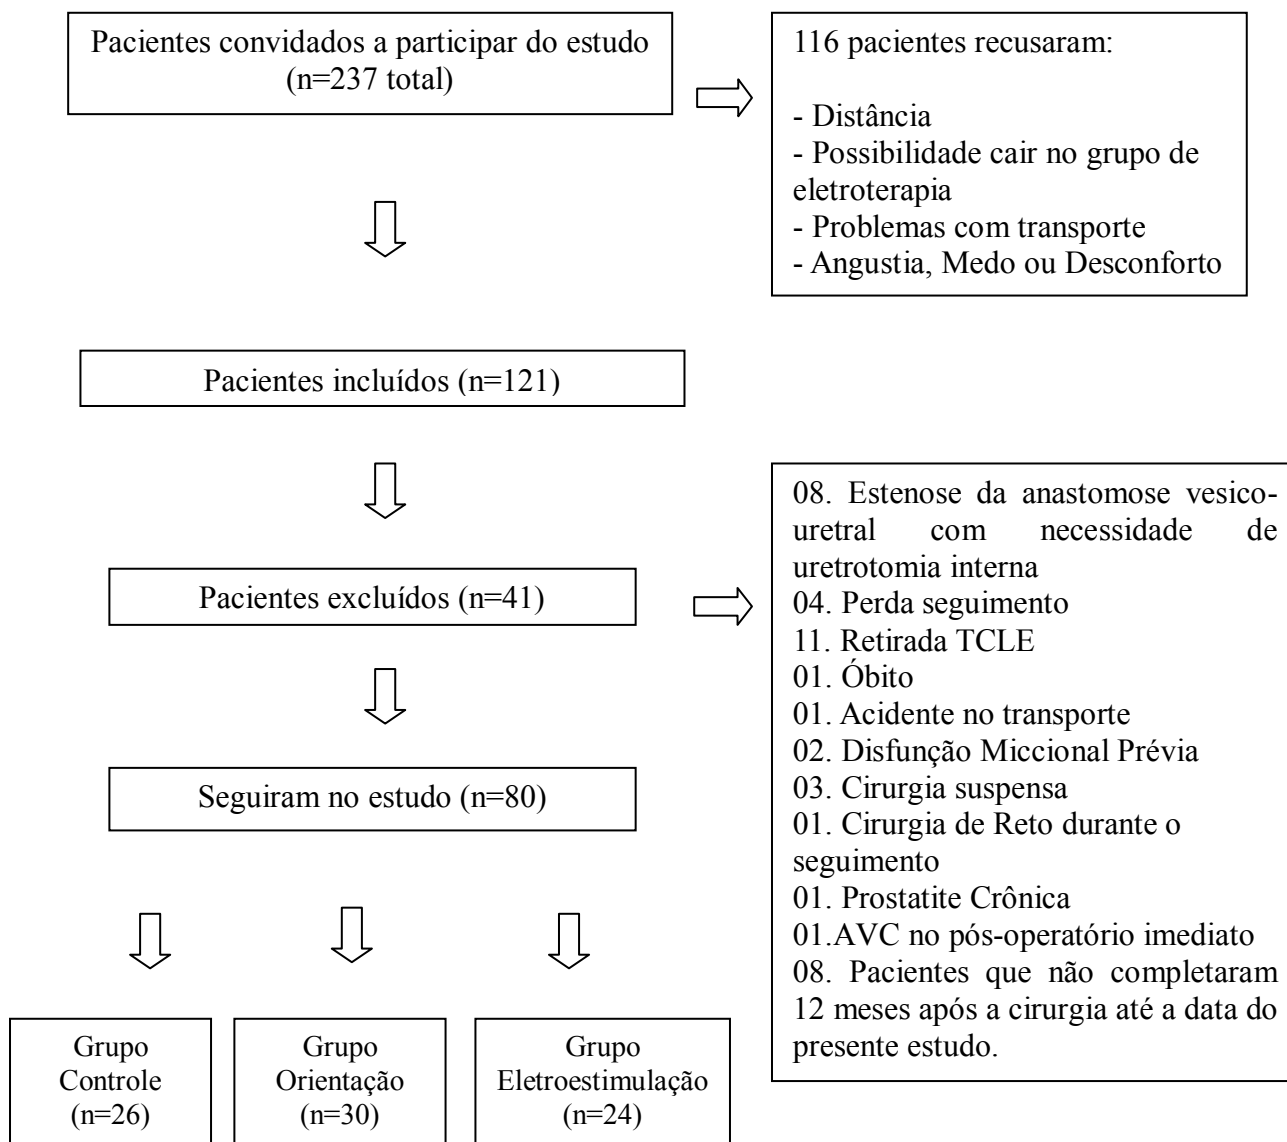 Pacientes convidados a participar do estudo
(n=237 total)
116 pacientes recusaram:
- Distância
- Possibilidade cair no grupo de
eletroterapia
- Problemas com transporte
- Angustia, Medo ou Desconforto
Pacientes incluídos (n=121)
Pacientes excluídos (n=41)
08. Estenose da anastomose vesico-
uretral com necessidade de
uretrotomia interna
04. Perda seguimento
11. Retirada TCLE
01. Óbito
01. Acidente no transporte
02. Disfunção Miccional Prévia
03. Cirurgia suspensa
01. Cirurgia de Reto durante o
seguimento
01. Prostatite Crônica
01.AVC no pós-operatório imediato
08. Pacientes que não completaram
12 meses após a cirurgia até a data do
presente estudo.
Seguiram no estudo (n=80)
Grupo
Controle
(n=26)
Grupo
Orientação
(n=30)
Grupo
Eletroestimulação
(n=24)